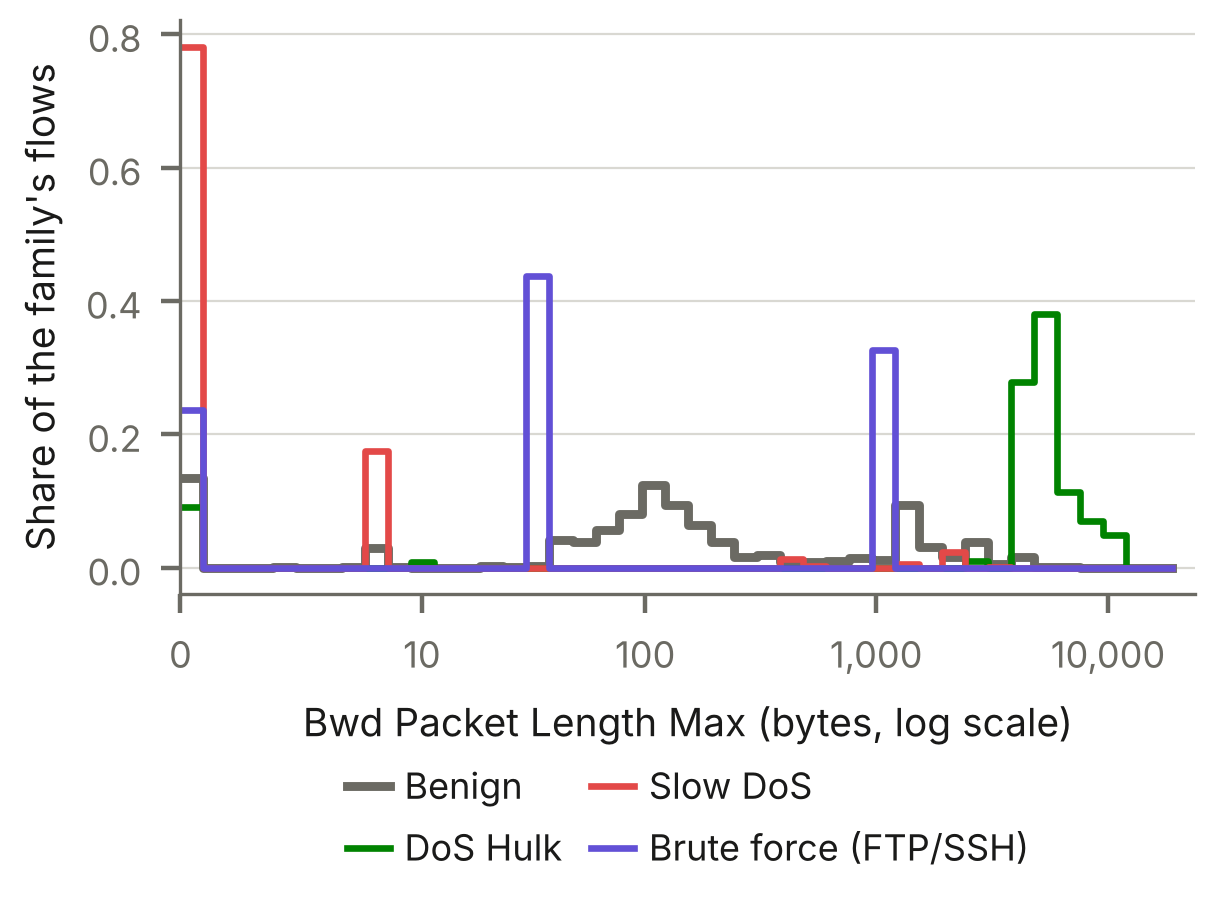 Share of the family's flows
0.8
0.6
0.4
0.2
0.0
0 10 100 1,000 10,000
Bwd Packet Length Max (bytes, log scale)
Benign Slow DoS
DoS Hulk Brute force (FTP/SSH)